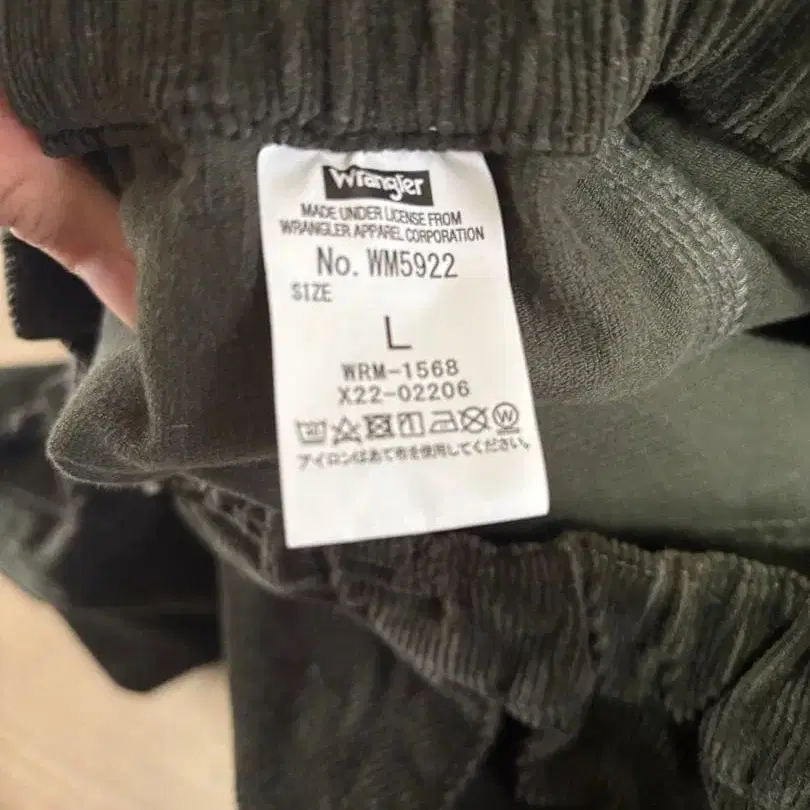 Wrangler
MADE UNDER LICENSE FROM
WRANGLER APPAREL CORPORATION
No. WM5922
SIZE
L
WRM-1568
X22-02206
アイロンはあて布を使用してください。